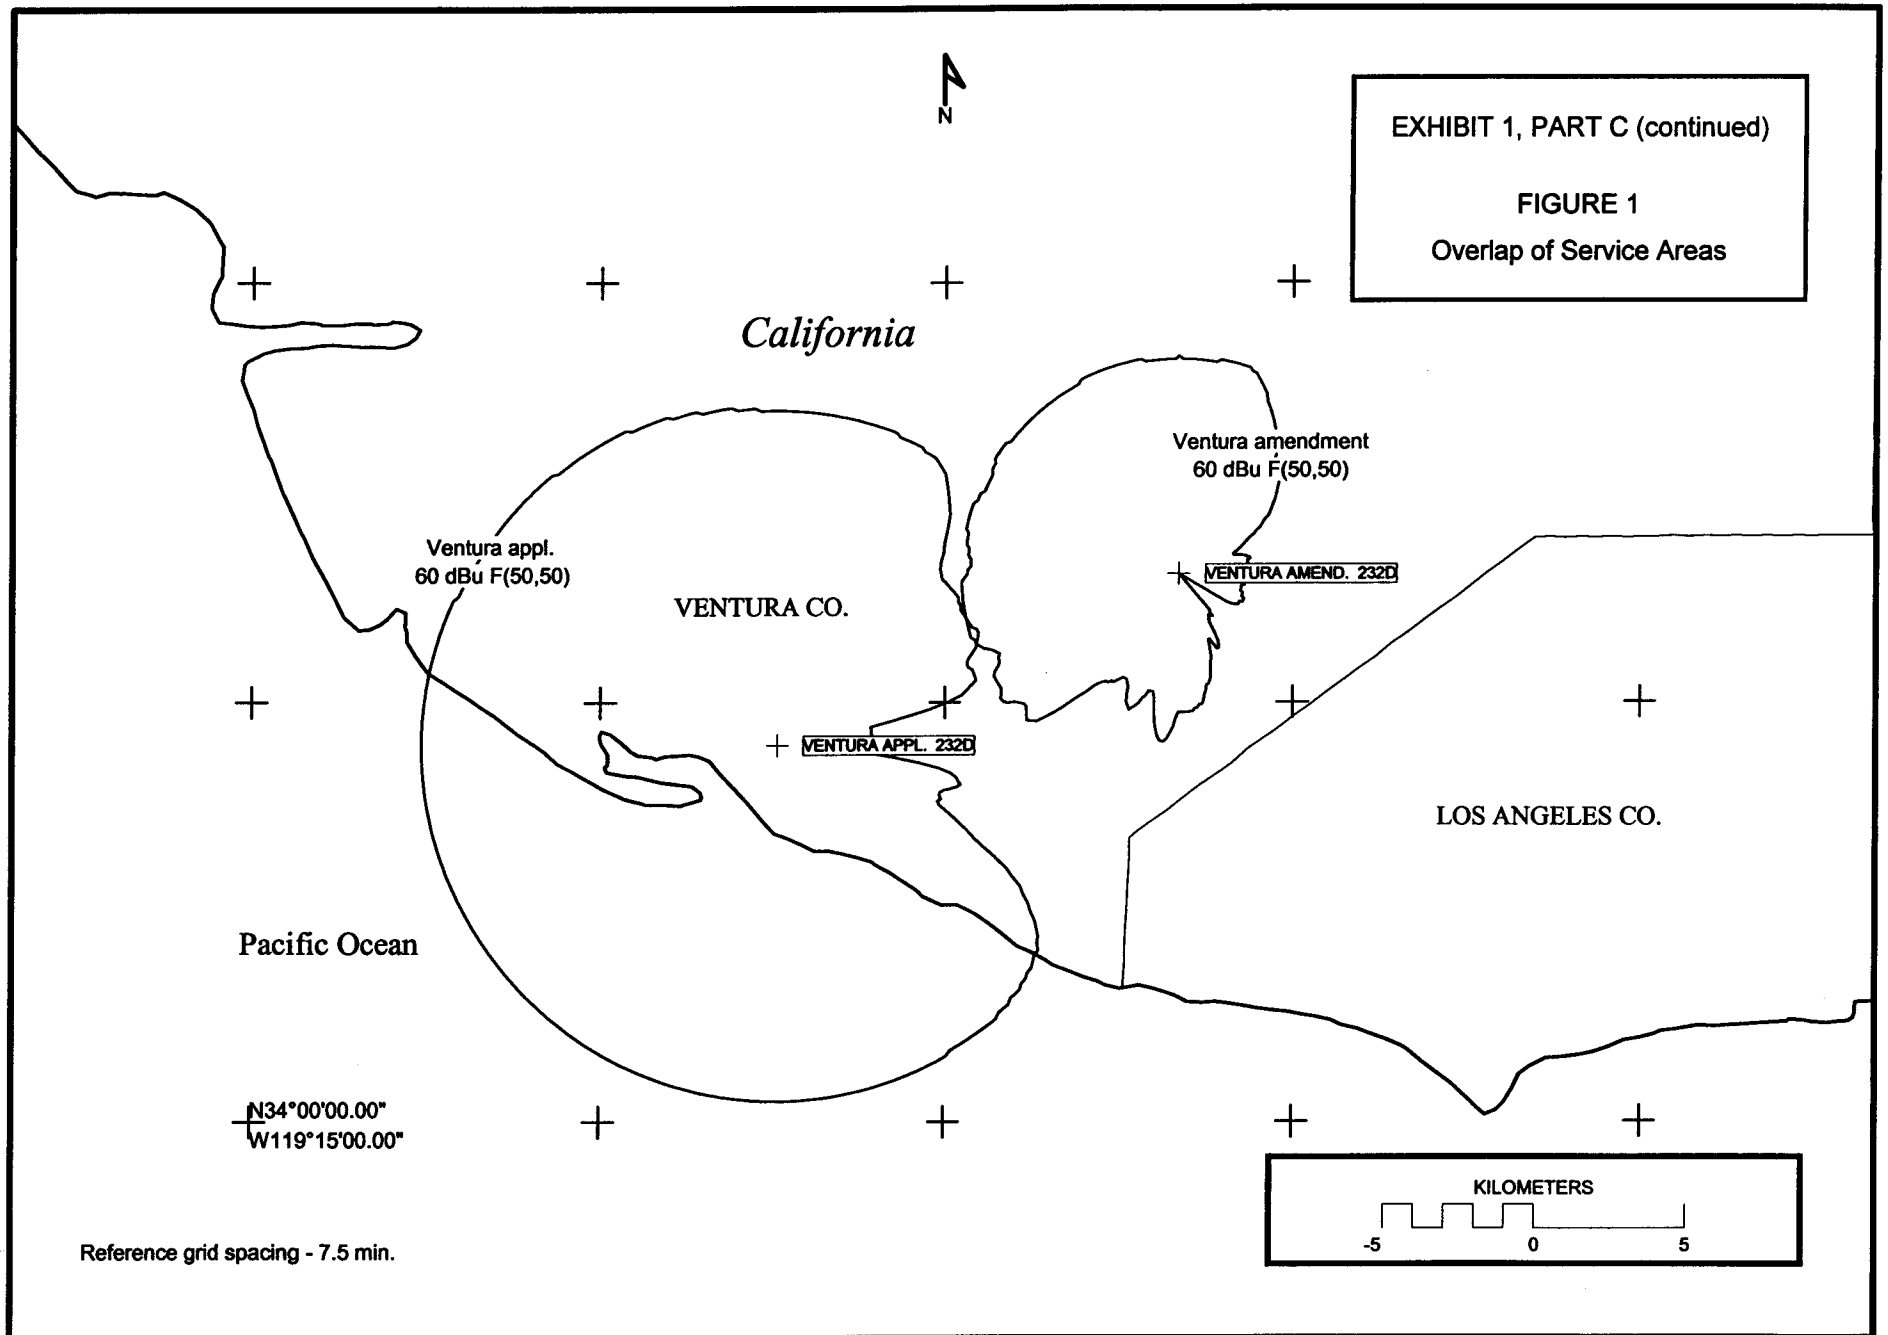 N
EXHIBIT 1, PART C (continued)
FIGURE 1
Overlap of Service Areas
California
Ventura amendment
60 dBu F(50,50)
Ventura appl.
60 dBu F(50,50)
VENTURA AMEND. 232D
VENTURA CO.
VENTURA APPL. 232D
LOS ANGELES CO.
Pacific Ocean
N34°00'00.00"
W119°15'00.00"
KILOMETERS
-5 0 5
Reference grid spacing - 7.5 min.